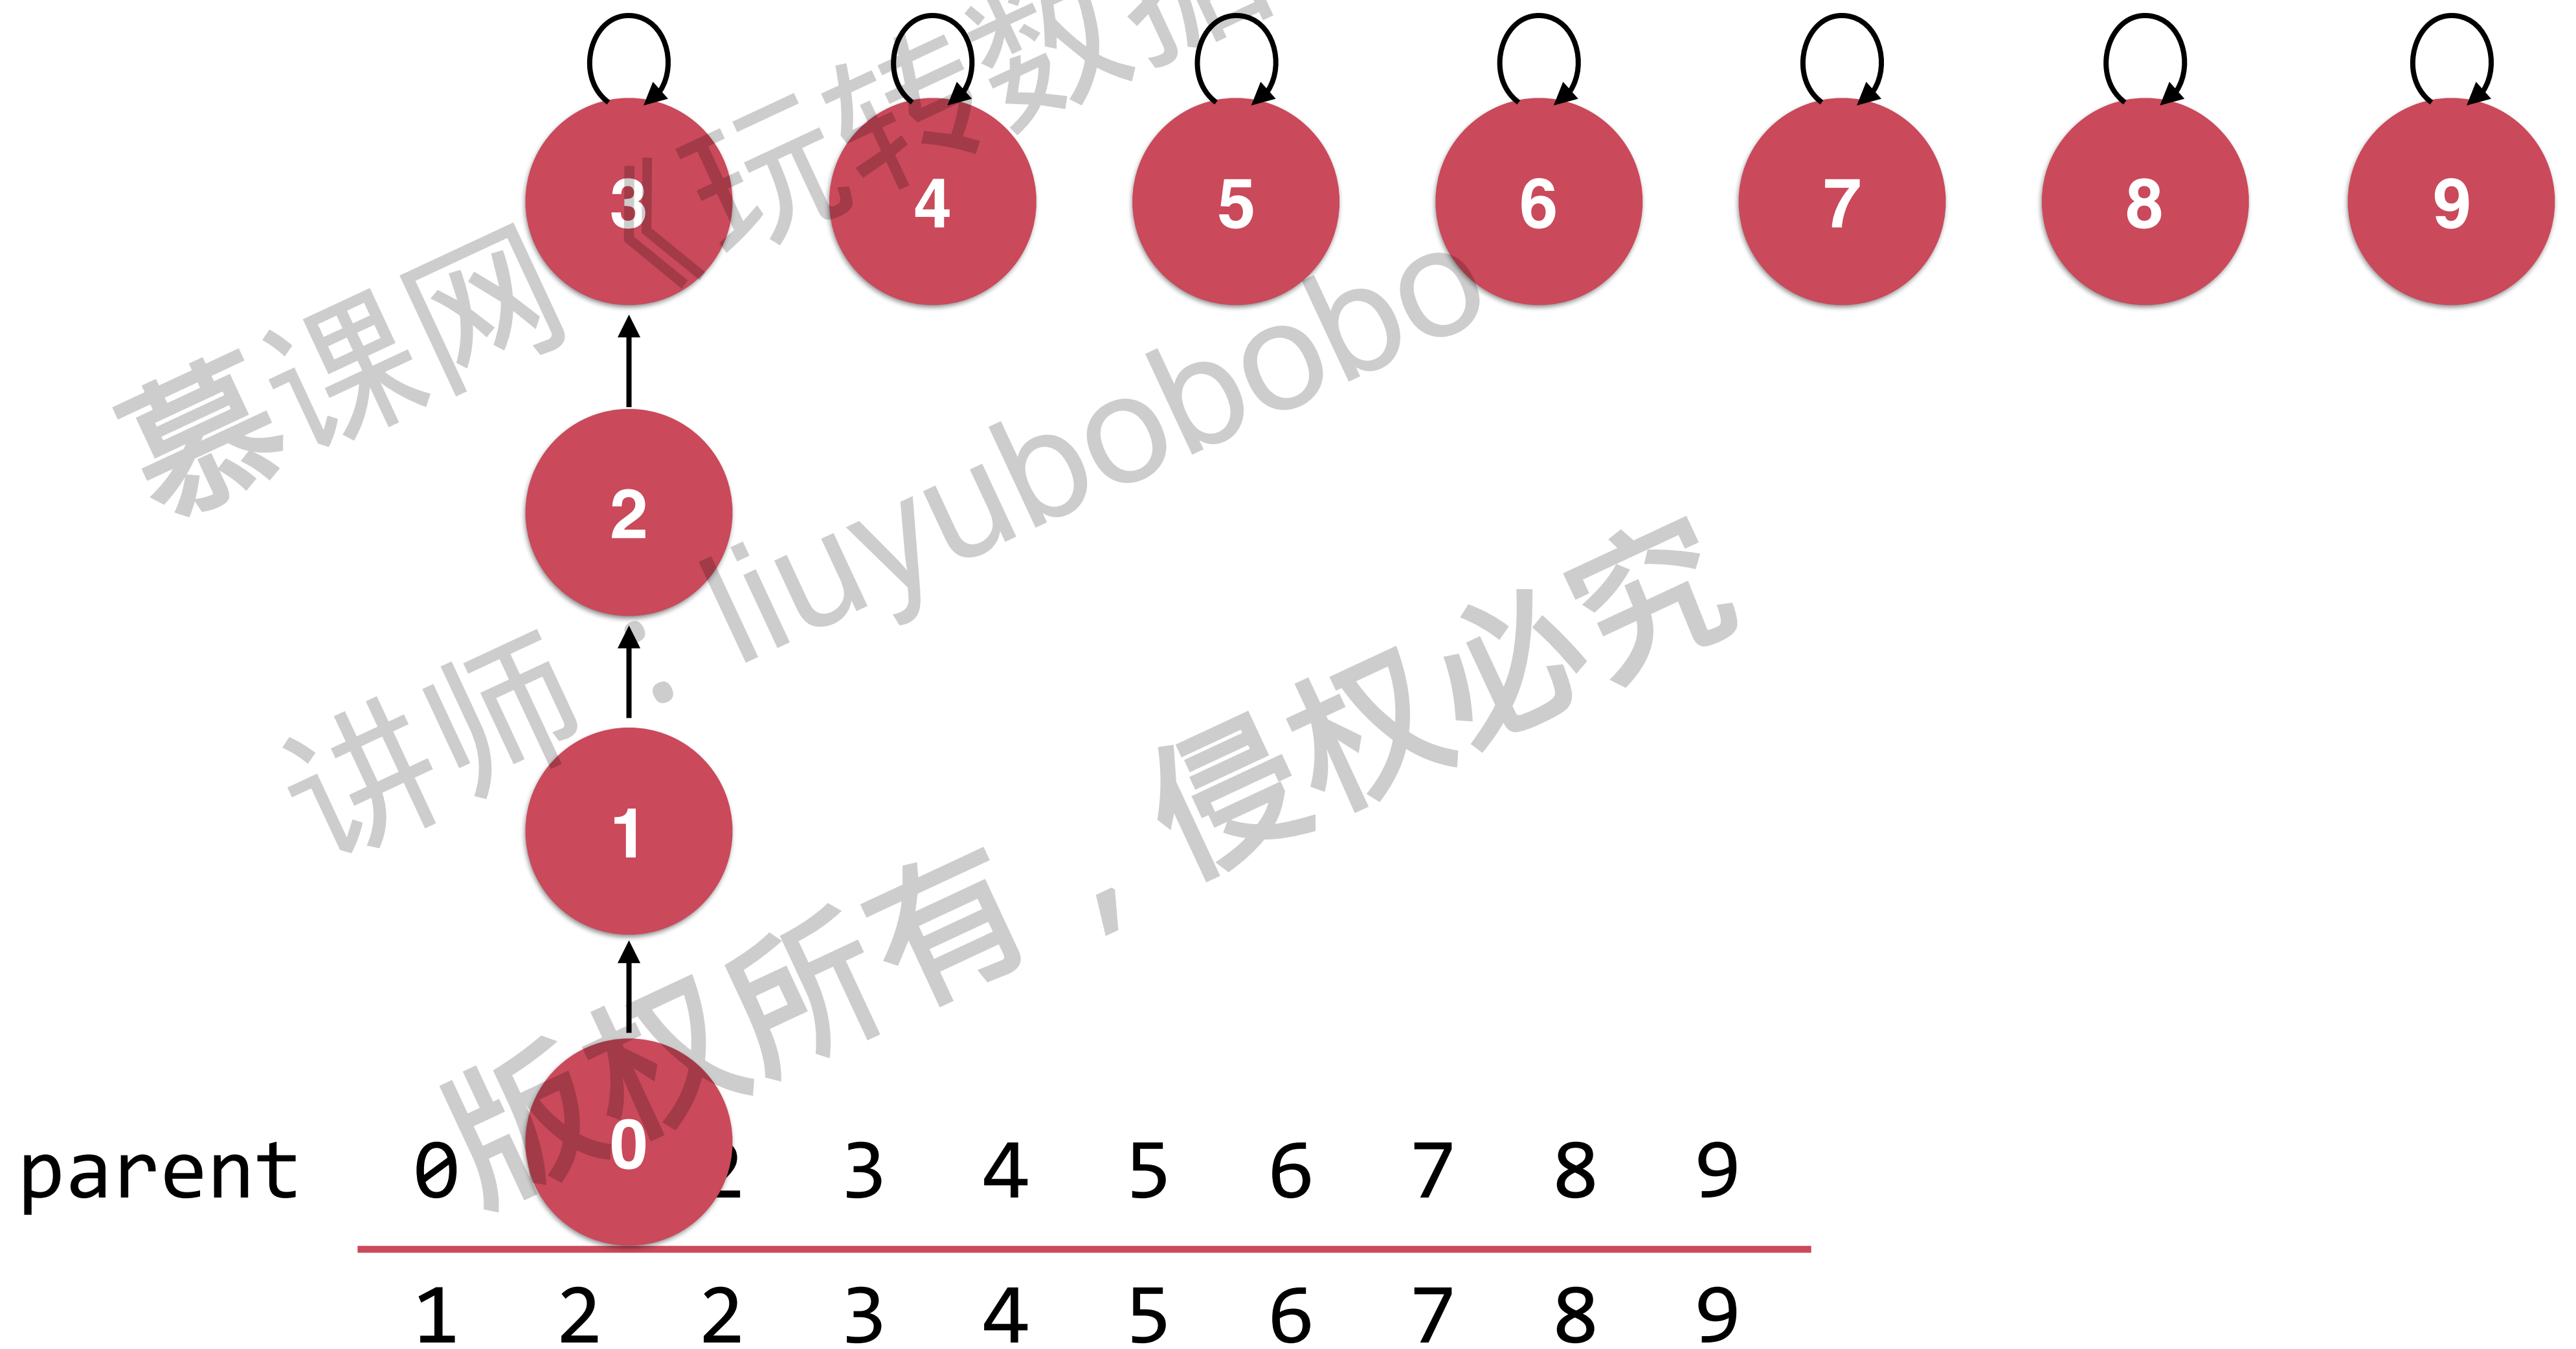 3 4 5 6 7 8 9
2
1
0
慕课网《玩转数据
讲师：liuyubobobo
版权所有，侵权必究
parent 0 2 3 4 5 6 7 8 9
1 2 2 3 4 5 6 7 8 9